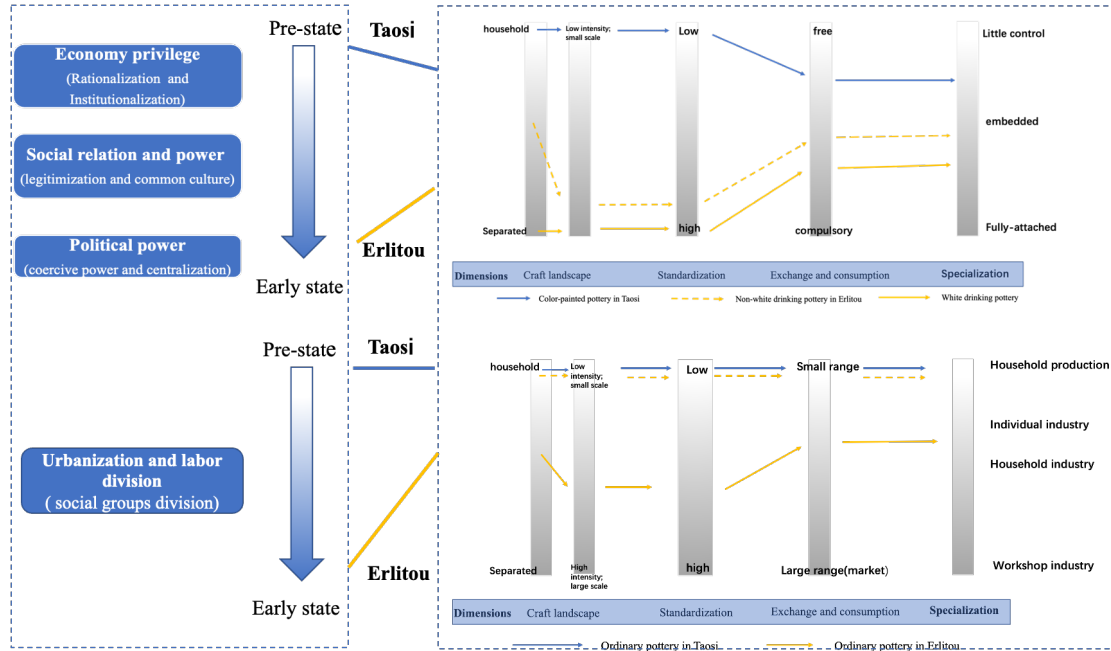 Pre-state
Taosi
Economy privilege
(Rationalization and
Institutionalization)
Social relation and power
(legitimization and common culture)
Political power
(coercive power and centralization)
Erlitou
Early state
household
Low intensity;
small scale
Low
free
Little control
embedded
Separated
high
compulsory
Fully-attached
Dimensions
Craft landscape
Standardization
Exchange and consumption
Specialization
Color-painted pottery in Taosi
Non-white drinking pottery in Erlitou
White drinking pottery
Pre-state
Taosi
Urbanization and labor
division
( social groups division)
Erlitou
Early state
household
Low
intensity;
small scale
Low
Small range
Household production
Individual industry
Household industry
Separated
High
intensity;
large scale
high
Large range(market)
Workshop industry
Dimensions
Craft landscape
Standardization
Exchange and consumption
Specialization
Ordinary pottery in Taosi
Ordinary pottery in Erlitou